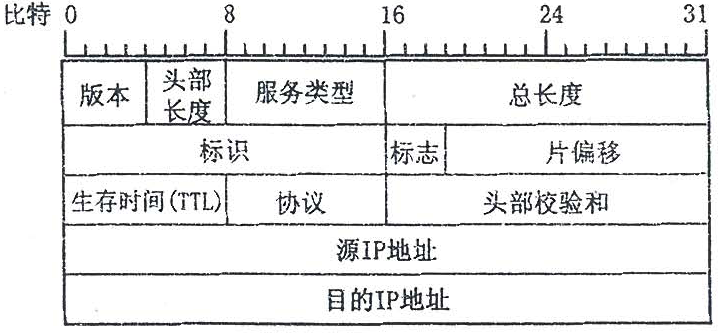 比特 0 8 16 24 31
版本 头部长度 服务类型 总长度
标识 标志 片偏移
生存时间(TTL) 协议 头部校验和
源IP地址
目的IP地址